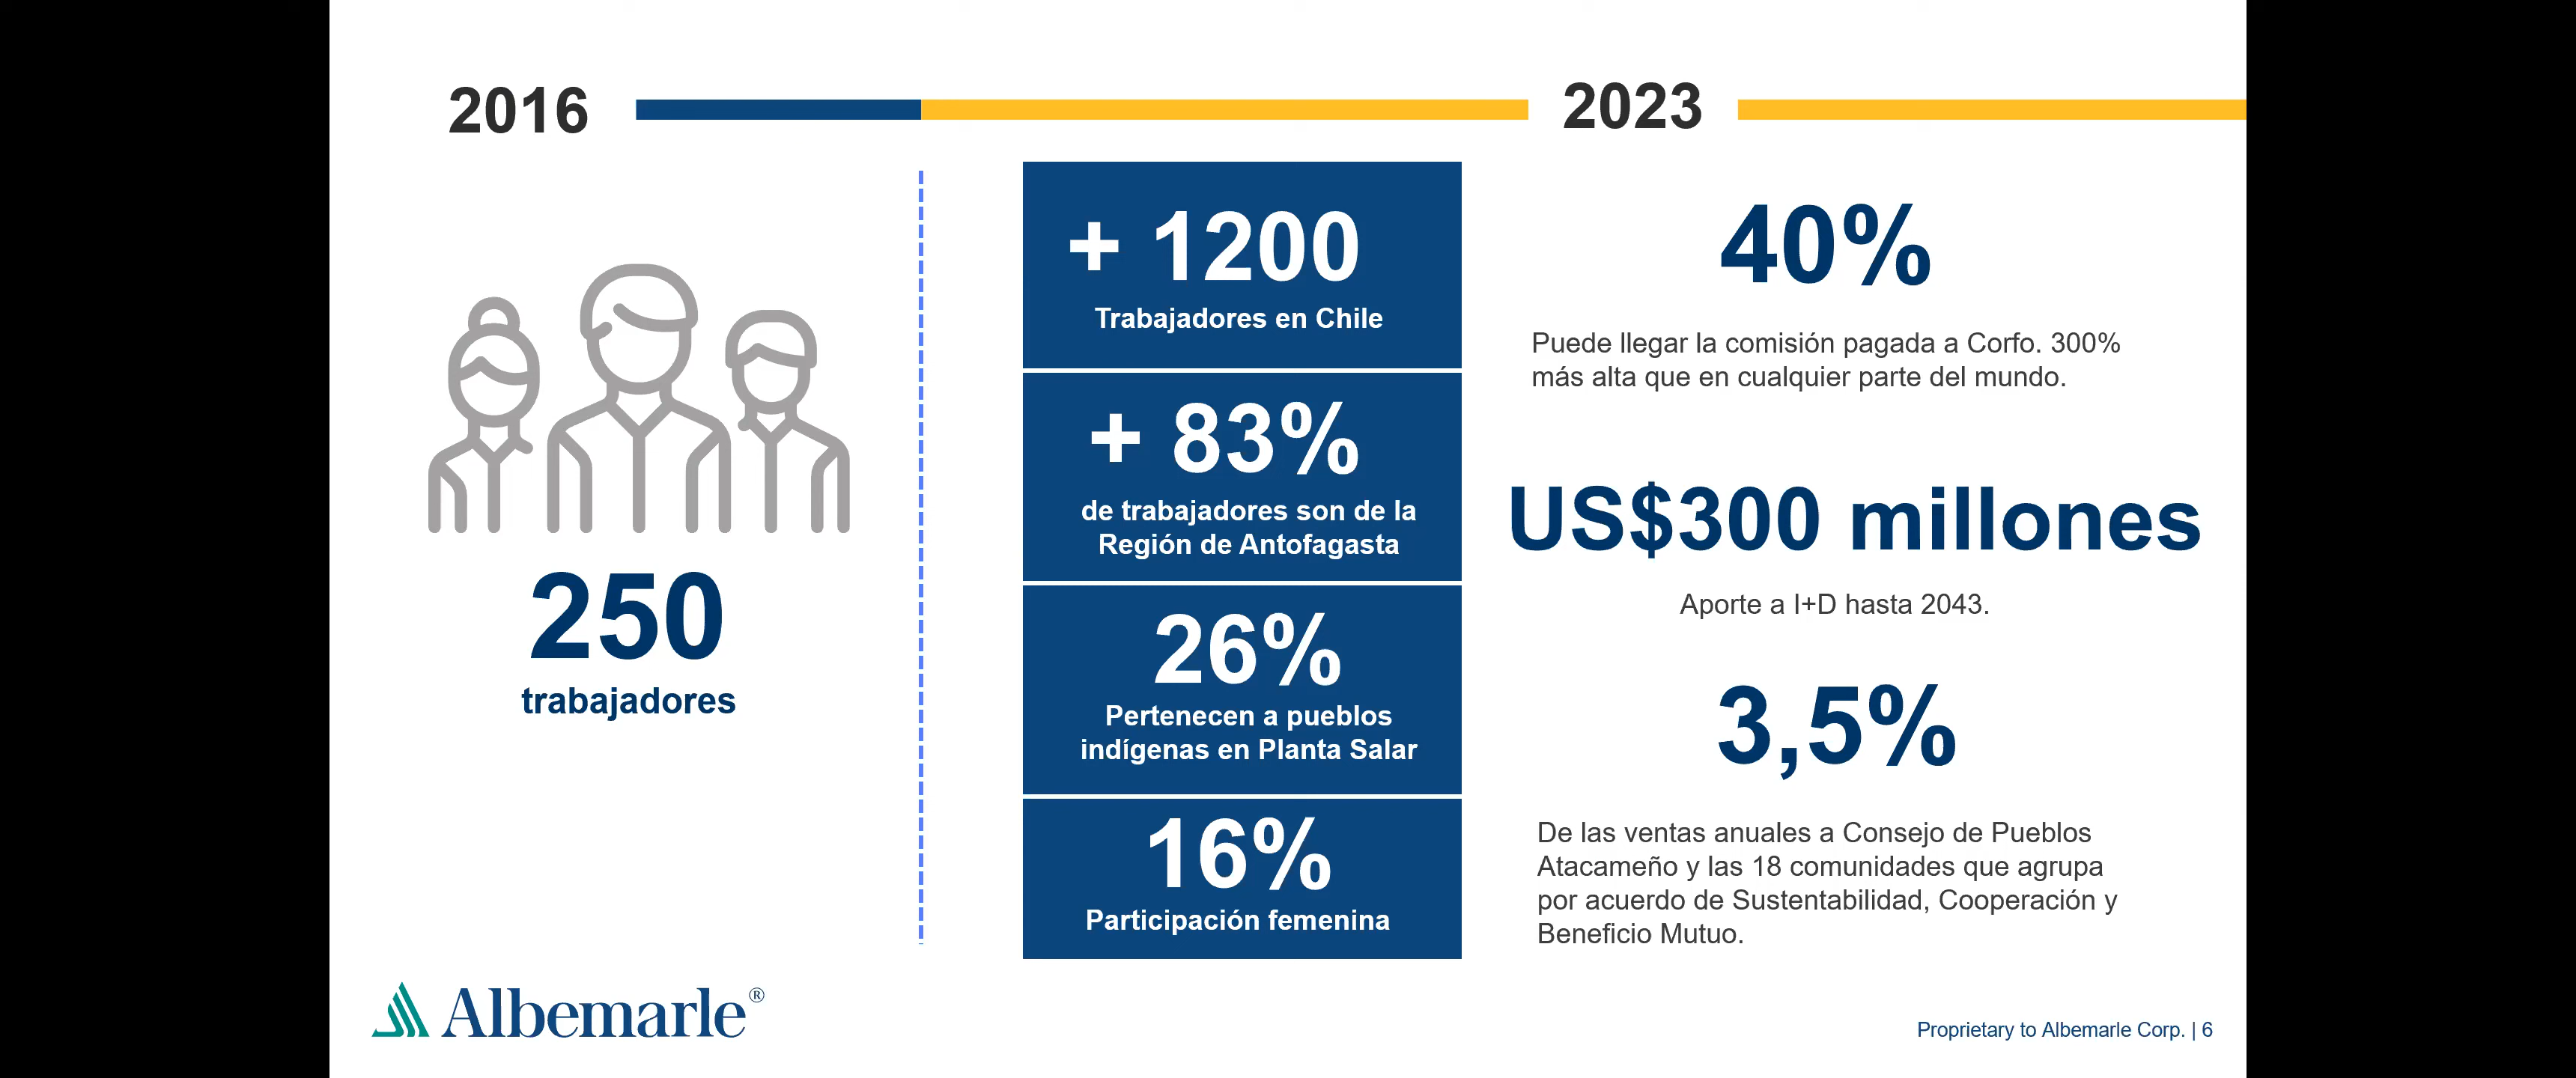 2016
2023
250
trabajadores
+ 1200
Trabajadores en Chile
+ 83%
de trabajadores son de la
Región de Antofagasta
26%
Pertenecen a pueblos
indígenas en Planta Salar
16%
Participación femenina
40%
Puede llegar la comisión pagada a Corfo. 300%
más alta que en cualquier parte del mundo.
US$300 millones
Aporte a I+D hasta 2043.
3,5%
De las ventas anuales a Consejo de Pueblos
Atacameño y las 18 comunidades que agrupa
por acuerdo de Sustentabilidad, Cooperación y
Beneficio Mutuo.
Albemarle®
Proprietary to Albemarle Corp. | 6